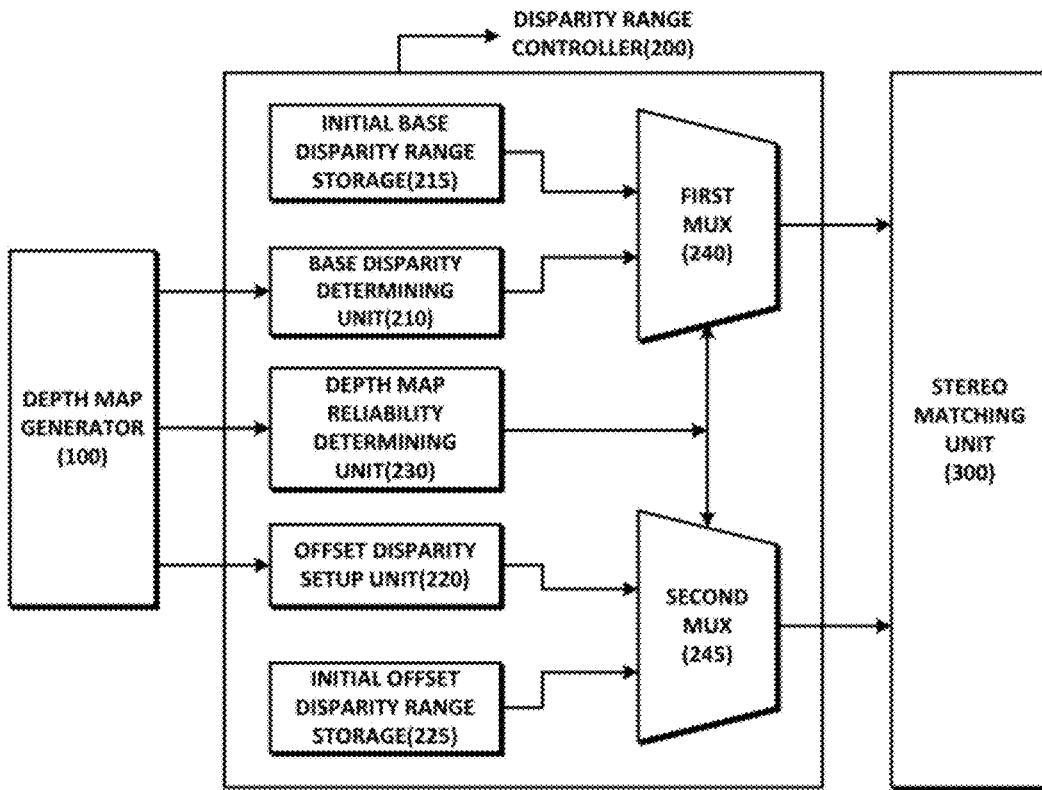 DISPARITY RANGE
CONTROLLER(200)
INITIAL BASE
DISPARITY RANGE
STORAGE(215)
FIRST
MUX
(240)
BASE DISPARITY
DETERMINING
UNIT(210)
DEPTH MAP
GENERATOR
(100)
DEPTH MAP
RELIABILITY
DETERMINING
UNIT(230)
STEREO
MATCHING
UNIT
(300)
OFFSET DISPARITY
SETUP UNIT(220)
SECOND
MUX
(245)
INITIAL OFFSET
DISPARITY RANGE
STORAGE(225)